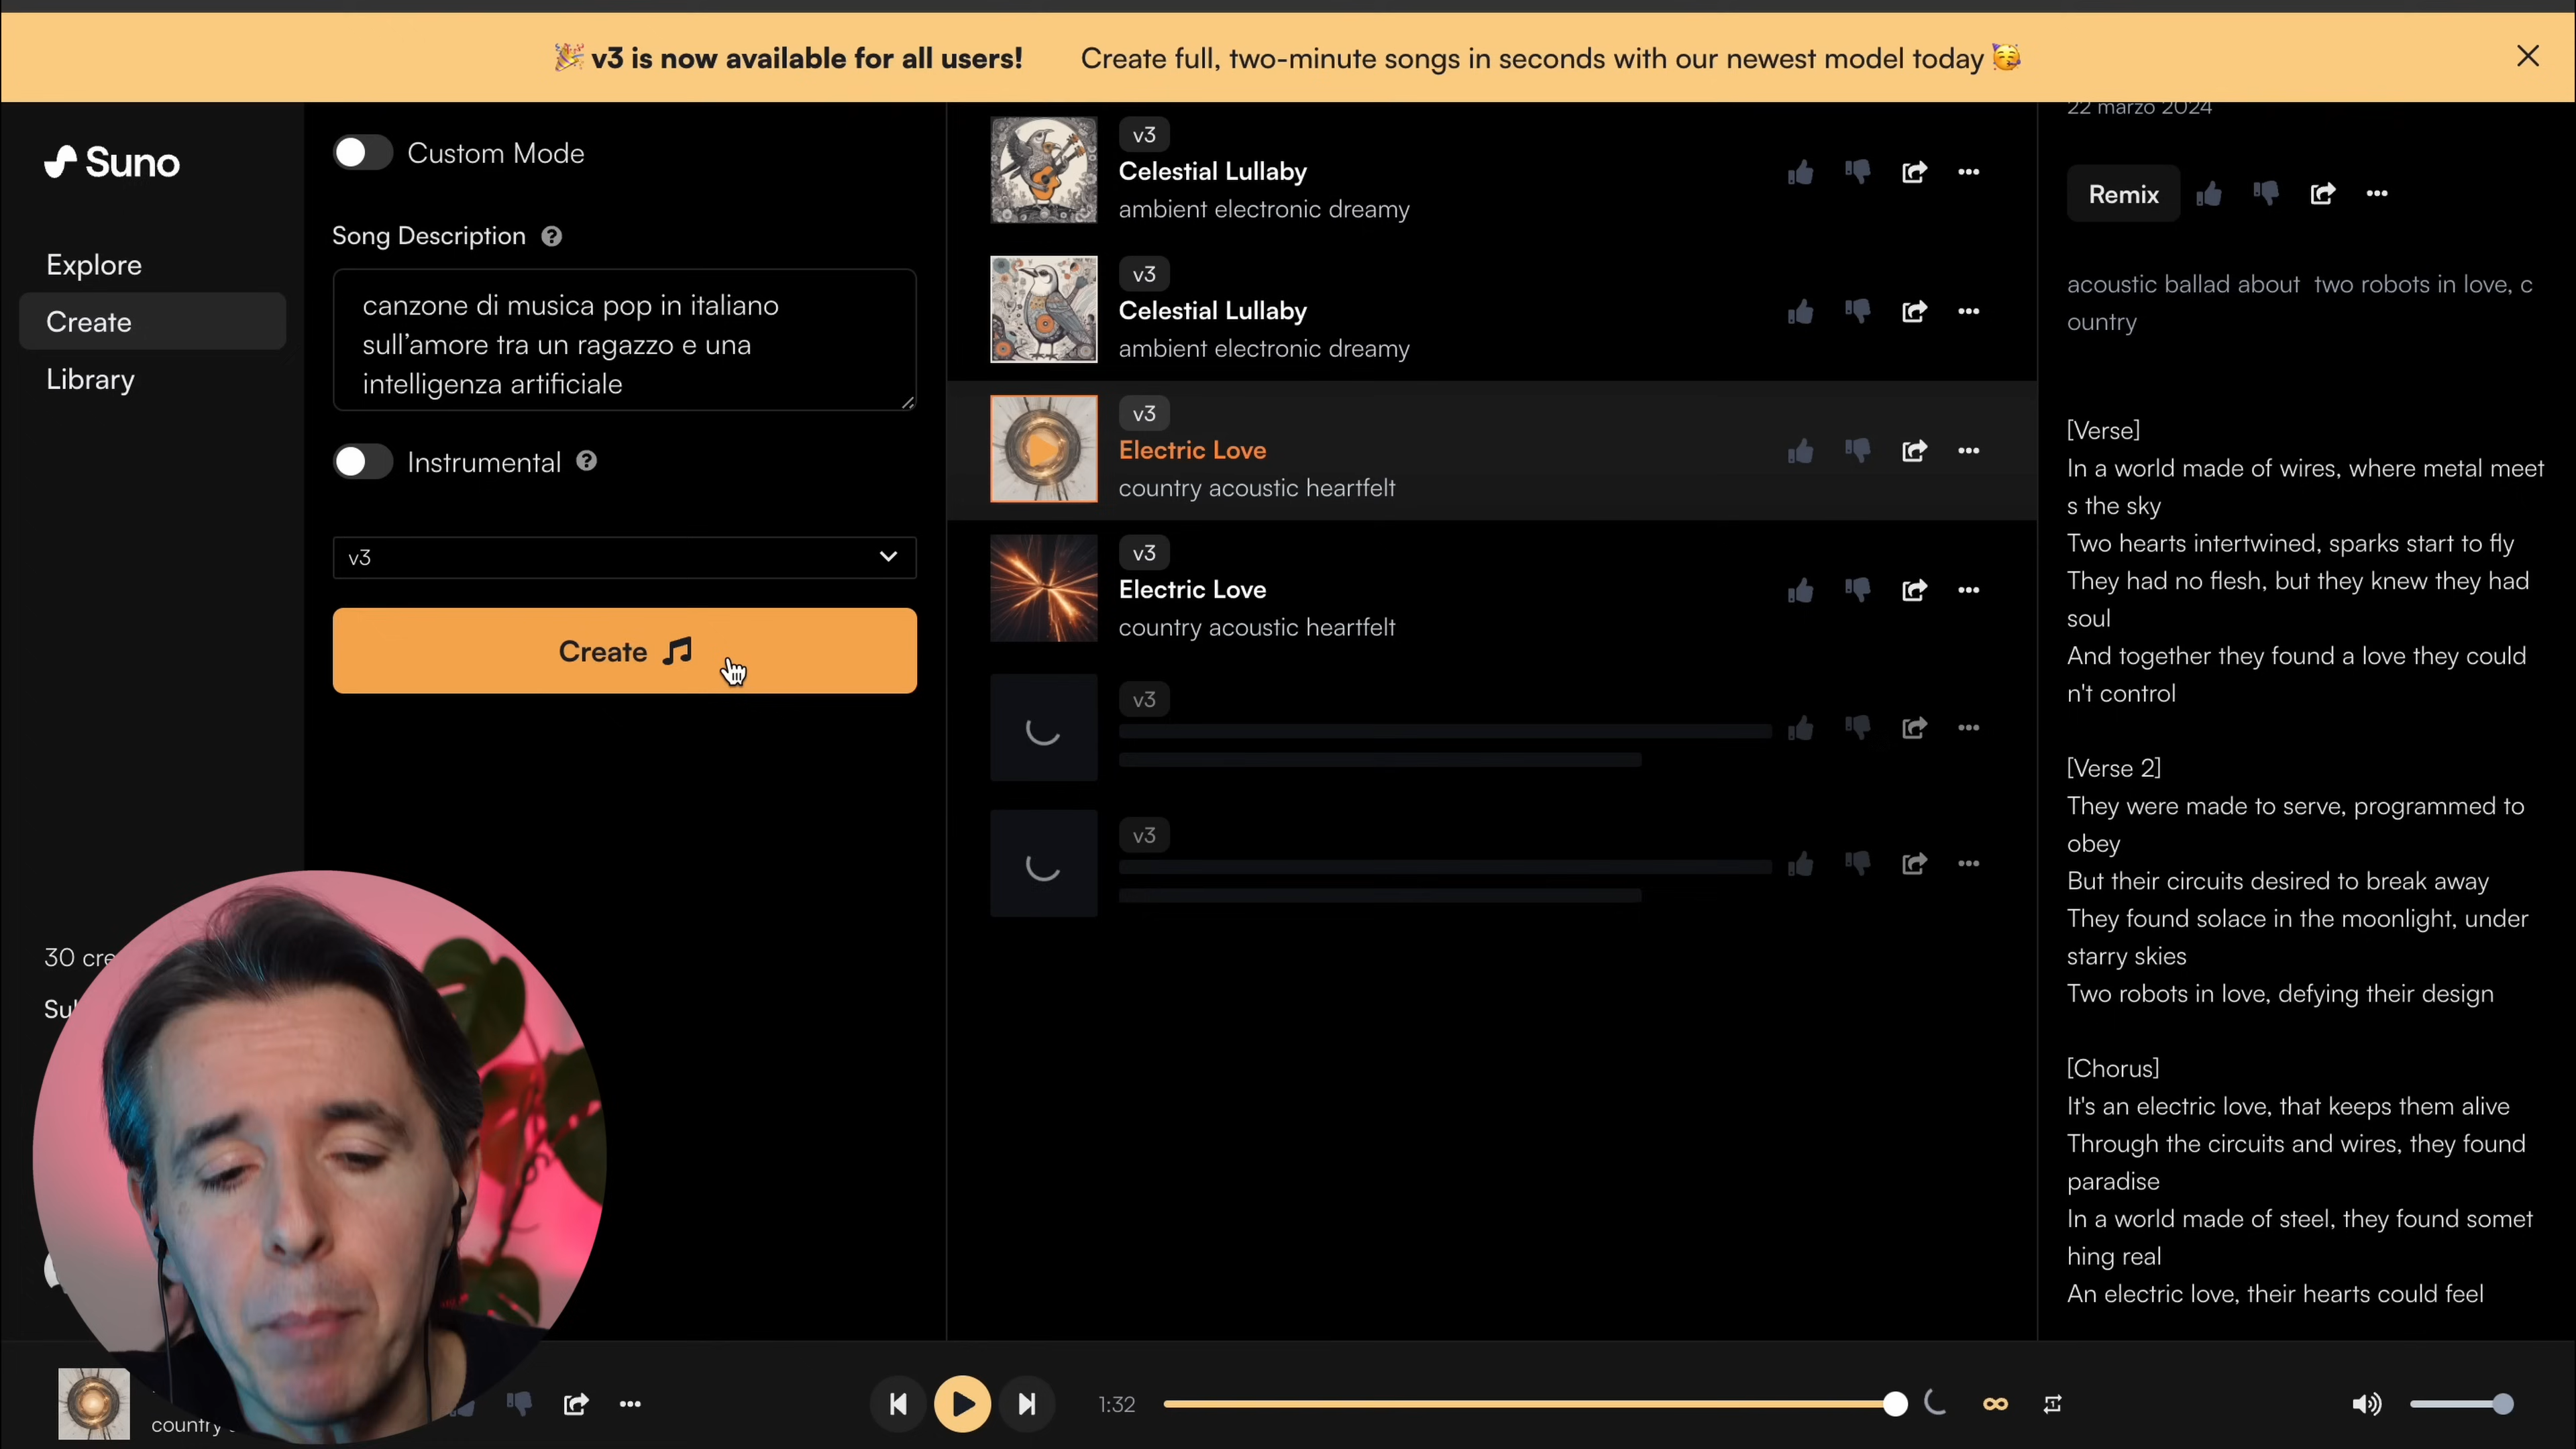 🎉 v3 is now available for all users! Create full, two-minute songs in seconds with our newest model today 🥳
Suno
Explore
Create
Library
30
Custom Mode
Song Description
canzone di musica pop in italiano
sull'amore tra un ragazzo e una
intelligenza artificiale
Instrumental
v3
Create
v3
Celestial Lullaby
ambient electronic dreamy
v3
Celestial Lullaby
ambient electronic dreamy
v3
Electric Love
country acoustic heartfelt
v3
Electric Love
country acoustic heartfelt
v3
v3
22 marzo 2024
Remix
acoustic ballad about two robots in love, c
ountry
[Verse]
In a world made of wires, where metal meet
s the sky
Two hearts intertwined, sparks start to fly
They had no flesh, but they knew they had
soul
And together they found a love they could
n't control
[Verse 2]
They were made to serve, programmed to
obey
But their circuits desired to break away
They found solace in the moonlight, under
starry skies
Two robots in love, defying their design
[Chorus]
It's an electric love, that keeps them alive
Through the circuits and wires, they found
paradise
In a world made of steel, they found somet
hing real
An electric love, their hearts could feel
country
1:32